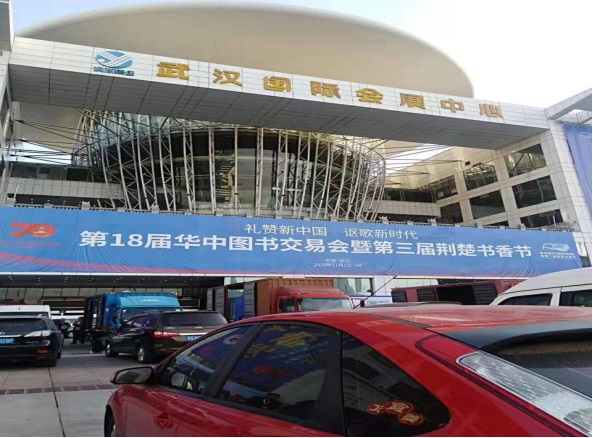 武汉国际会展中心
70
礼赞新中国 讴歌新时代
第18届华中图书交易会暨第三届荆楚书香节